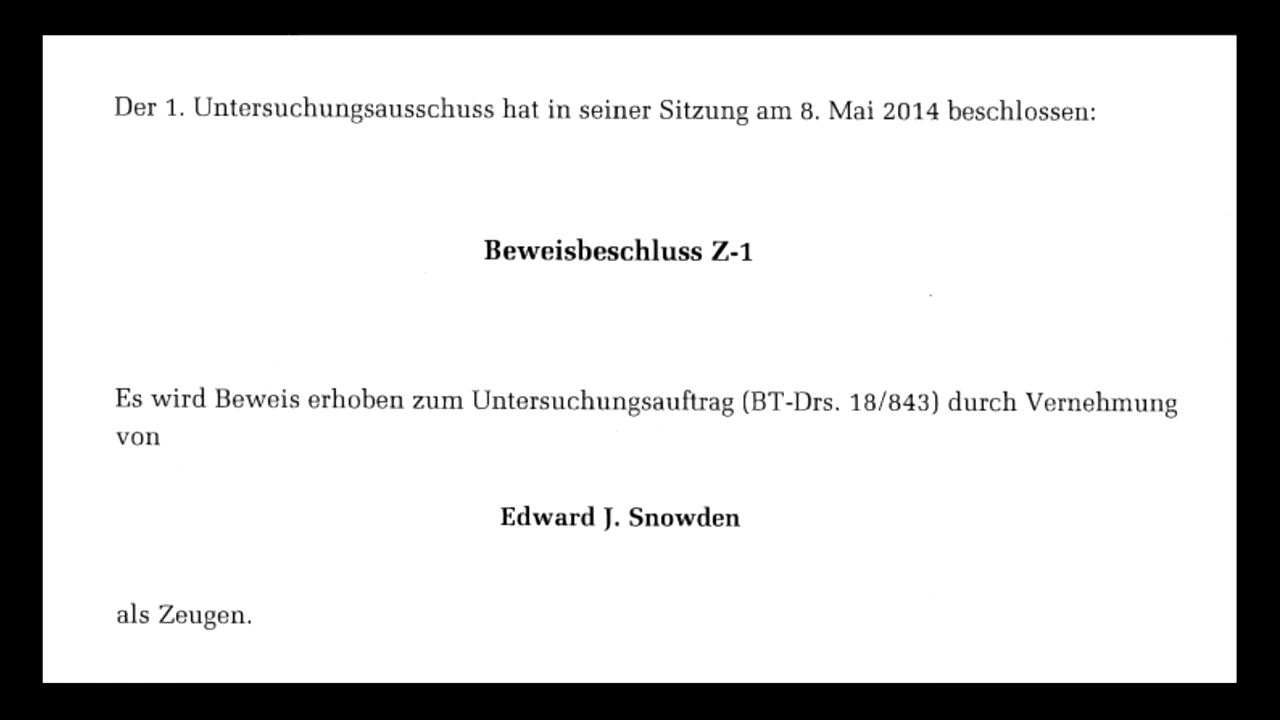 Der 1. Untersuchungsausschuss hat in seiner Sitzung am 8. Mai 2014 beschlossen:
Beweisbeschluss Z-1
Es wird Beweis erhoben zum Untersuchungsauftrag (BT-Drs. 18/843) durch Vernehmung
von
Edward J. Snowden
als Zeugen.